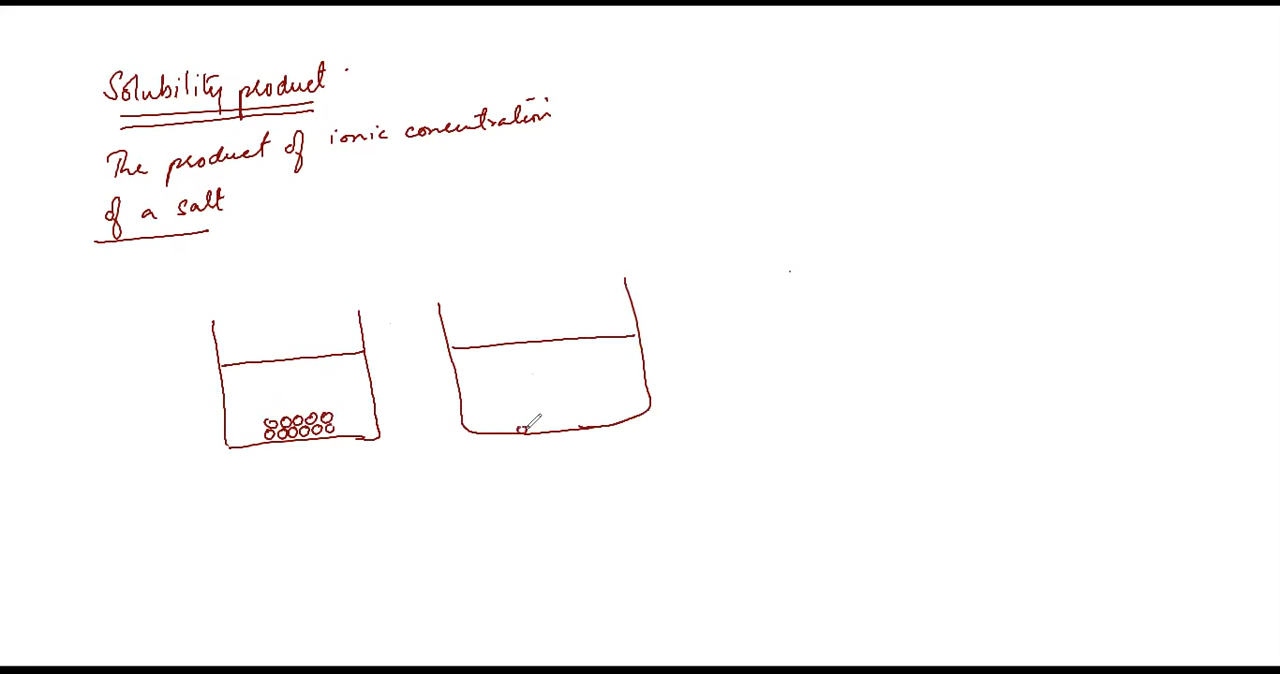 Solubility product
The product of ionic concentration
of a salt